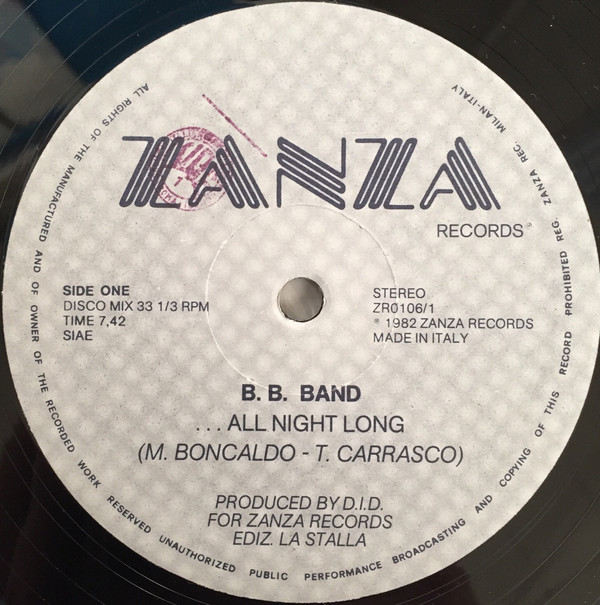 ZANZA
RECORDS
SIDE ONE
DISCO MIX 33 1/3 RPM
TIME 7,42
SIAE
STEREO
ZR0106/1
℗ 1982 ZANZA RECORDS
MADE IN ITALY
B. B. BAND
...ALL NIGHT LONG
(M. BONCALDO - T. CARRASCO)
PRODUCED BY D.I.D.
FOR ZANZA RECORDS
EDIZ. LA STALLA
ALL RIGHTS OF THE MANUFACTURED AND OF OWNER OF THE RECORDED WORK RESERVED UNAUTHORIZED PUBLIC PERFORMANCE BROADCASTING AND COPYING OF THIS RECORD PROHIBITED REG. ZANZA REC. MILAN-ITALY